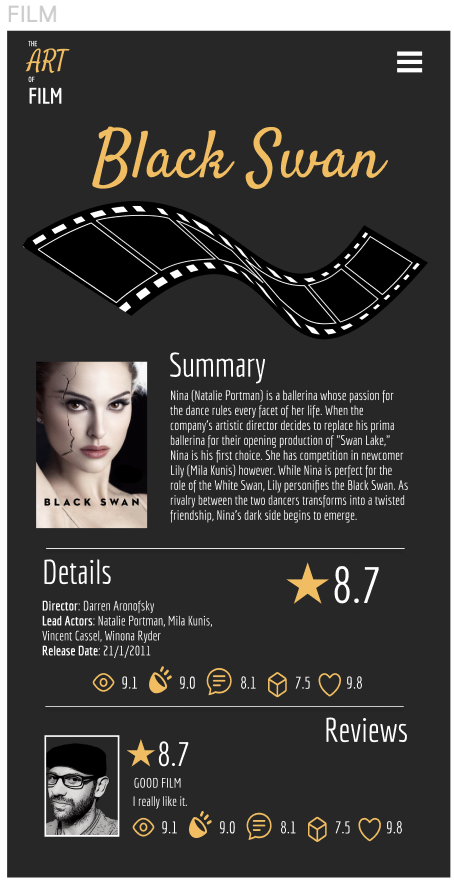 FILM
THE
ART
OF
FILM
Black Swan
Summary
Nina (Natalie Portman) is a ballerina whose passion for
the dance rules every facet of her life. When the
company's artistic director decides to replace his prima
ballerina for their opening production of "Swan Lake,"
Nina is his first choice. She has competition in newcomer
Lily (Mila Kunis) however. While Nina is perfect for the
role of the White Swan, Lily personifies the Black Swan. As
rivalry between the two dancers transforms into a twisted
friendship, Nina's dark side begins to emerge.
BLACK SWAN
Details
8.7
Director: Darren Aronofsky
Lead Actors: Natalie Portman, Mila Kunis,
Vincent Cassel, Winona Ryder
Release Date: 21/1/2011
9.1 9.0 8.1 7.5 9.8
Reviews
8.7
GOOD FILM
I really like it.
9.1 9.0 8.1 7.5 9.8